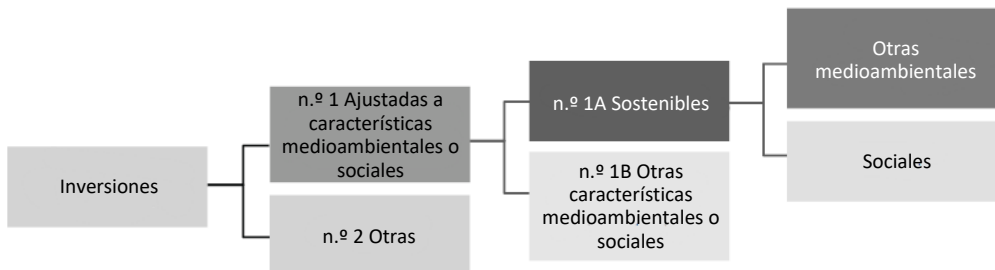 Inversiones
n.º 1 Ajustadas a
características
medioambientales o
sociales
n.º 2 Otras
n.º 1A Sostenibles
n.º 1B Otras
características
medioambientales o
sociales
Otras
medioambientales
Sociales